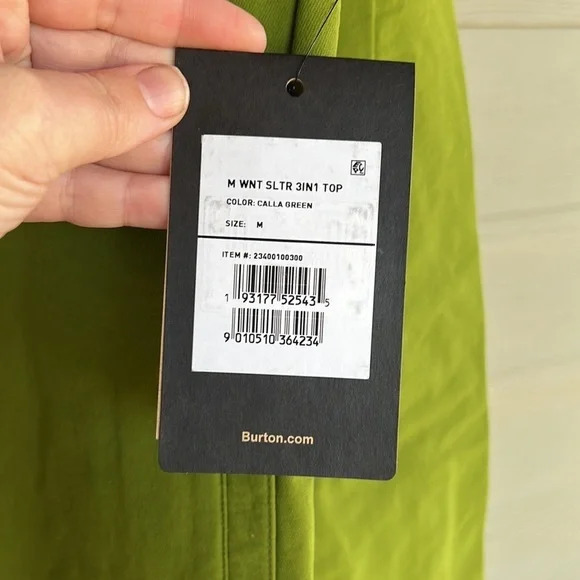 M WNT SLTR 3IN1 TOP
COLOR: CALLA GREEN
SIZE: M
ITEM #: 23400100300
1 93177 52543 5
9 010510 364234
Burton.com